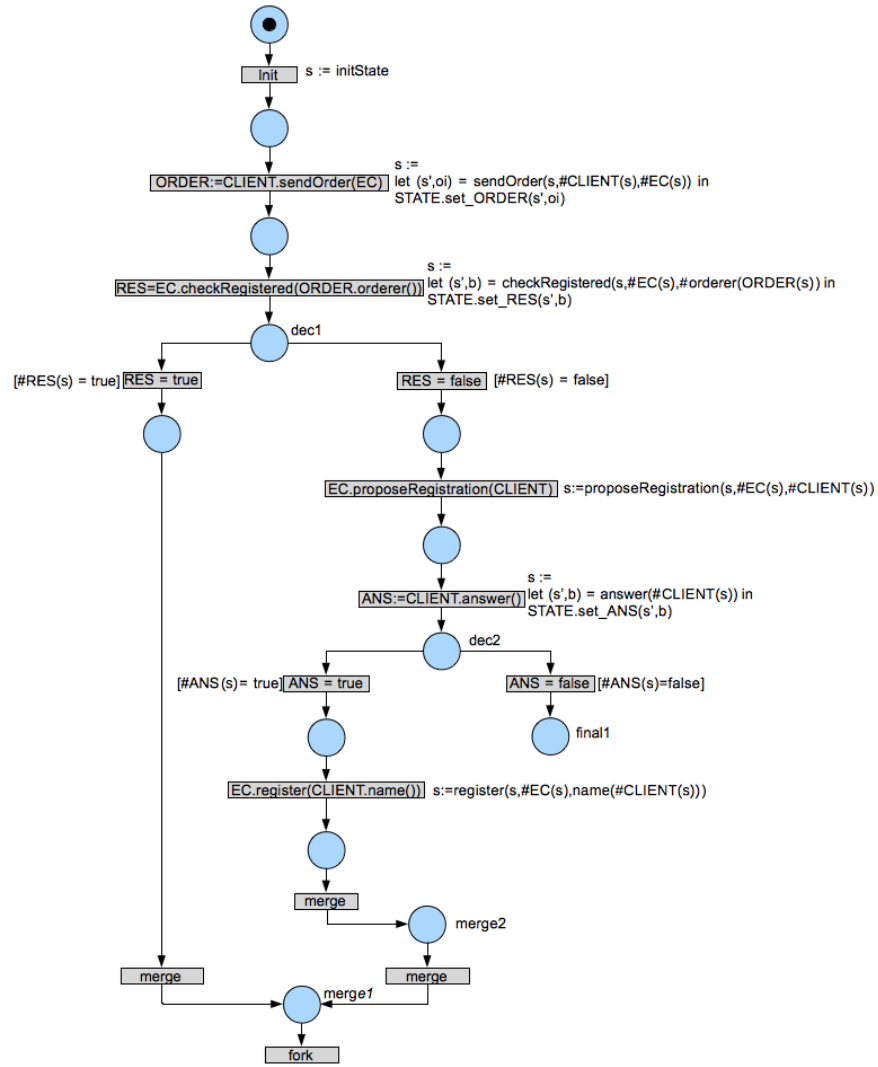 Init
s := initState
s :=
ORDER:=CLIENT.sendOrder(EC)
let (s',oi) = sendOrder(s,#CLIENT(s),#EC(s)) in
STATE.set_ORDER(s',oi)
s :=
RES=EC.checkRegistered(ORDER.orderer())
let (s',b) = checkRegistered(s,#EC(s),#orderer(ORDER(s)) in
STATE.set_RES(s',b)
dec1
[#RES(s) = true]
RES = true
RES = false
[#RES(s) = false]
EC.proposeRegistration(CLIENT)
s:=proposeRegistration(s,#EC(s),#CLIENT(s))
s :=
ANS:=CLIENT.answer()
let (s',b) = answer(#CLIENT(s)) in
STATE.set_ANS(s',b)
dec2
[#ANS(s)= true]
ANS = true
ANS = false
[#ANS(s)=false]
final1
EC.register(CLIENT.name())
s:=register(s,#EC(s),name(#CLIENT(s)))
merge
merge2
merge
merge
merge1
fork